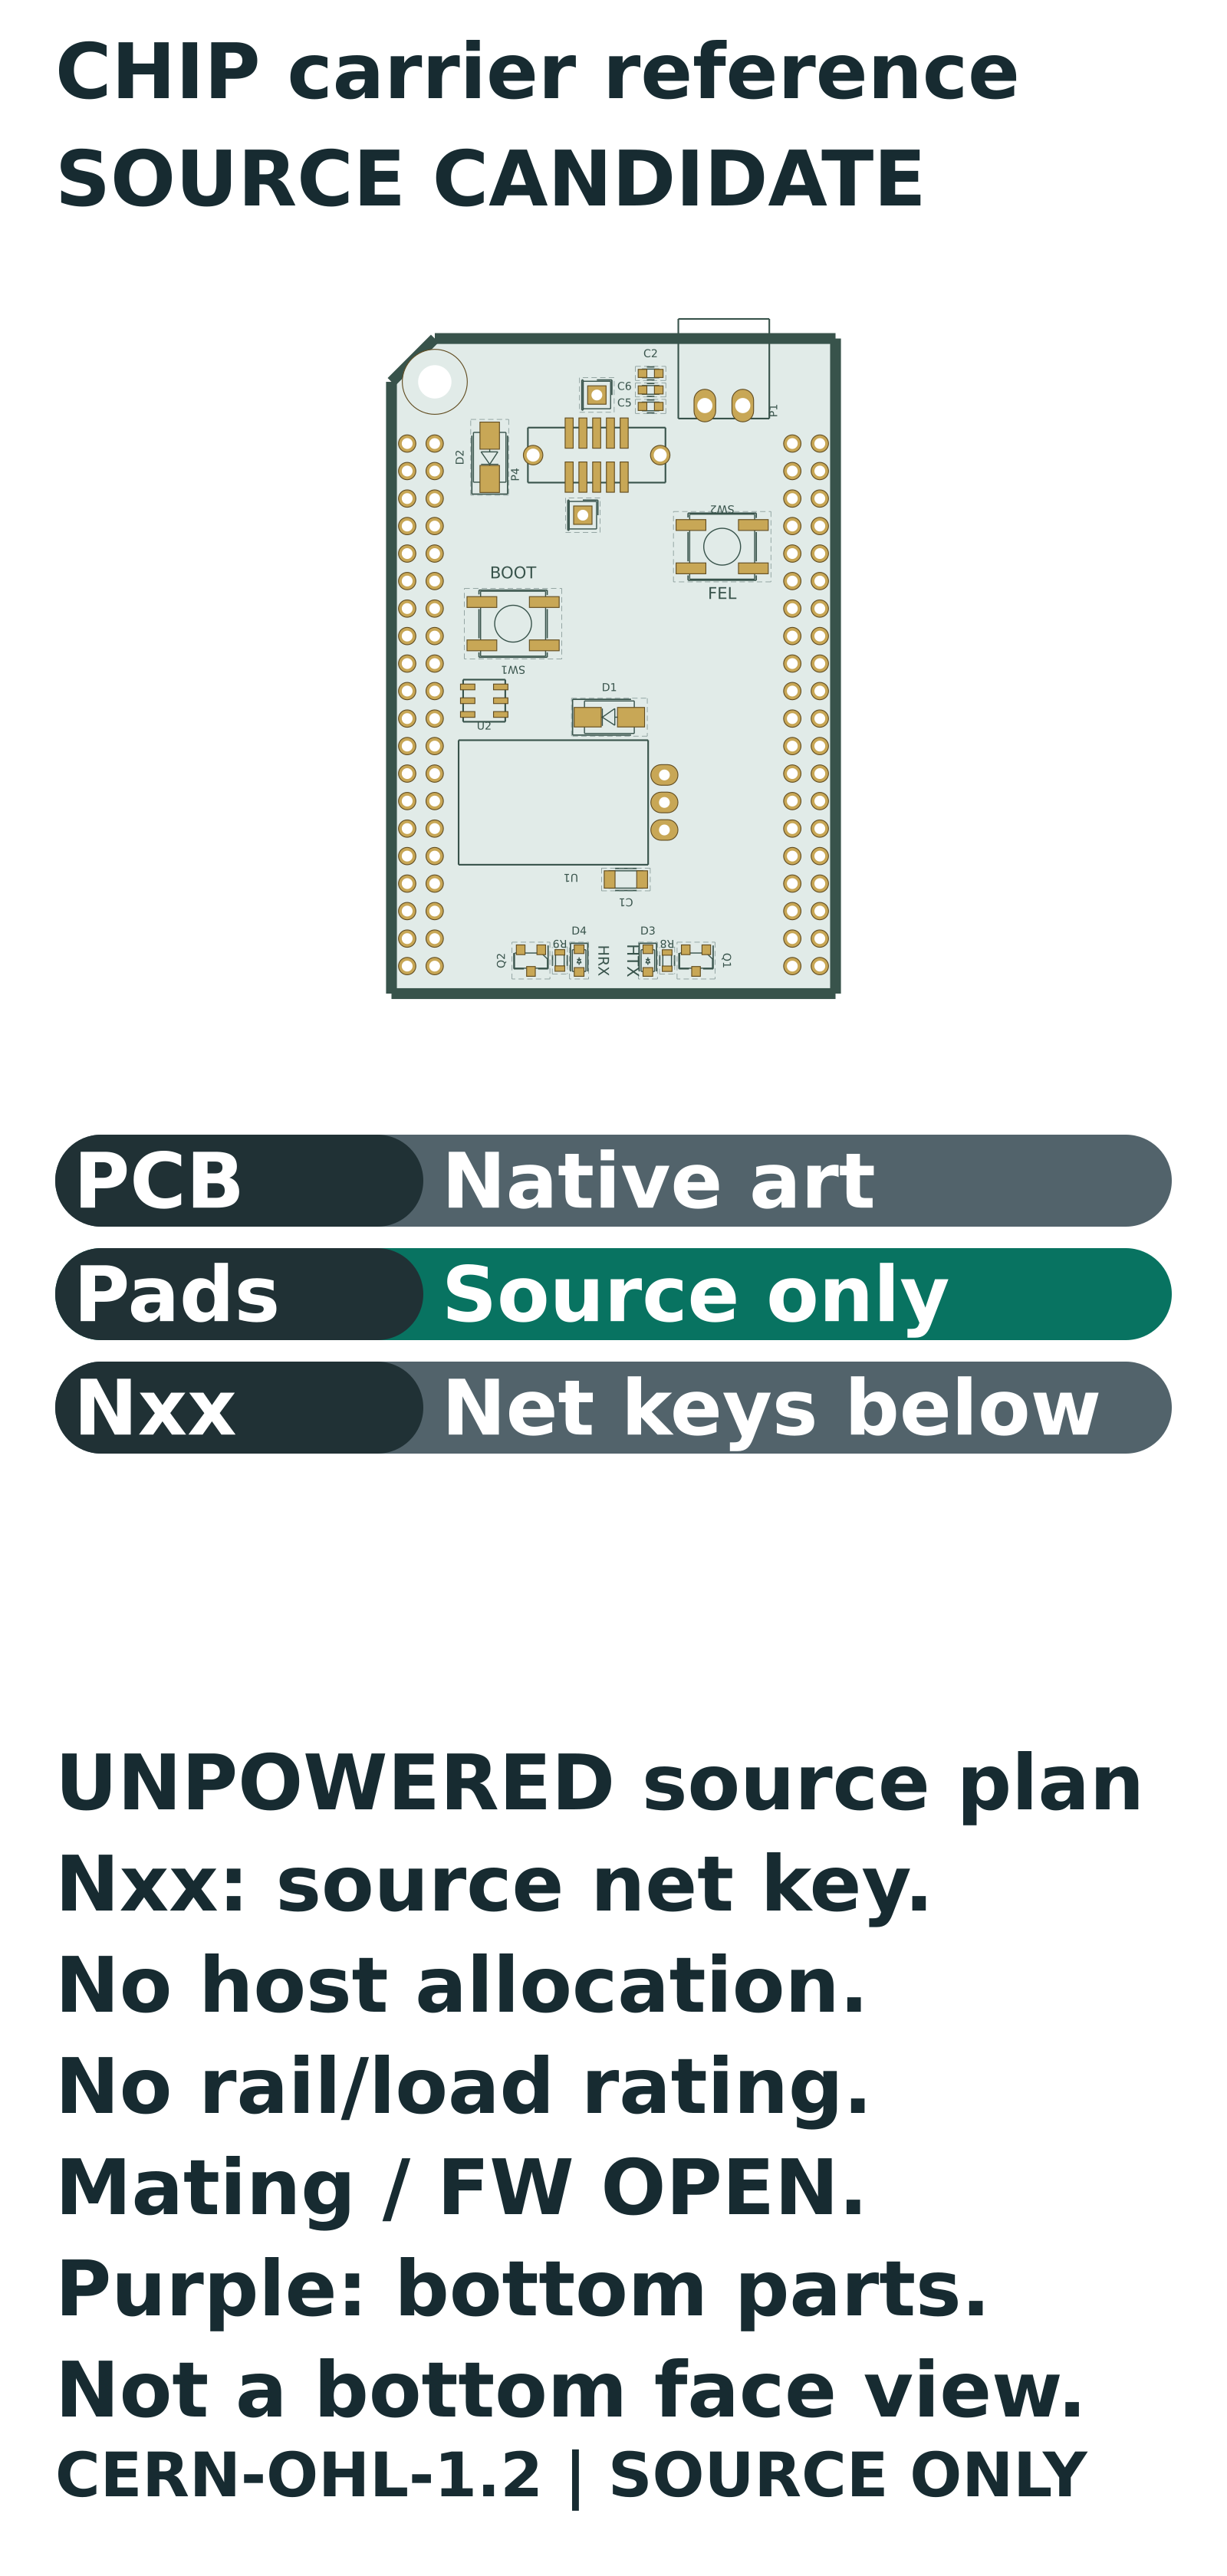 CHIP carrier reference
SOURCE CANDIDATE
C2
C6
C5
P1
D2
P4
SW2
BOOT
FEL
SW1
D1
U2
U1
C1
D4
D3
Q2
R9
HRX
HTX
R8
Q1
PCB Native art
Pads Source only
Nxx Net keys below
UNPOWERED source plan
Nxx: source net key.
No host allocation.
No rail/load rating.
Mating / FW OPEN.
Purple: bottom parts.
Not a bottom face view.
CERN-OHL-1.2 | SOURCE ONLY